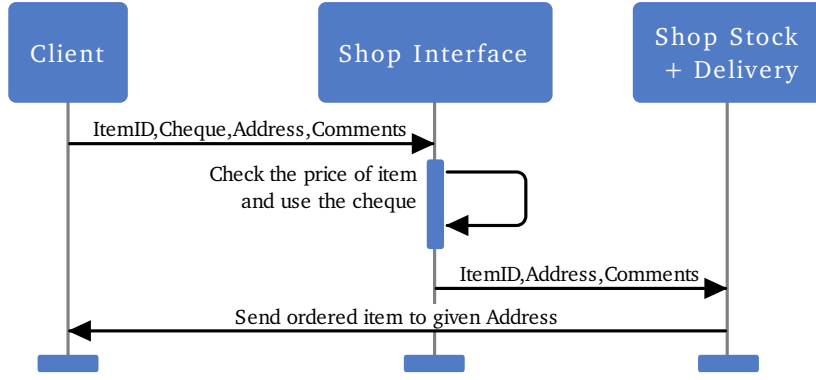 Client
Shop Interface
Shop Stock
+ Delivery
ItemID,Cheque,Address,Comments
Check the price of item
and use the cheque
ItemID,Address,Comments
Send ordered item to given Address